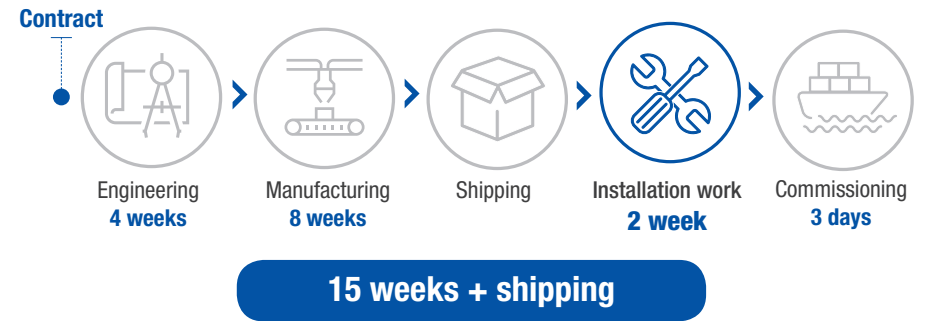 Contract
Engineering
4 weeks
Manufacturing
8 weeks
Shipping
Installation work
2 week
Commissioning
3 days
15 weeks + shipping